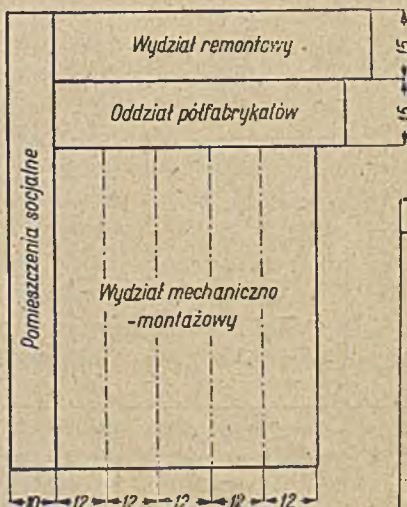 Wydział remontowy
15
Oddział półfabrykatów
15
Pomieszczenia socjalne
Wydział mechaniczno
-montażowy
10 12 12 12 12 12